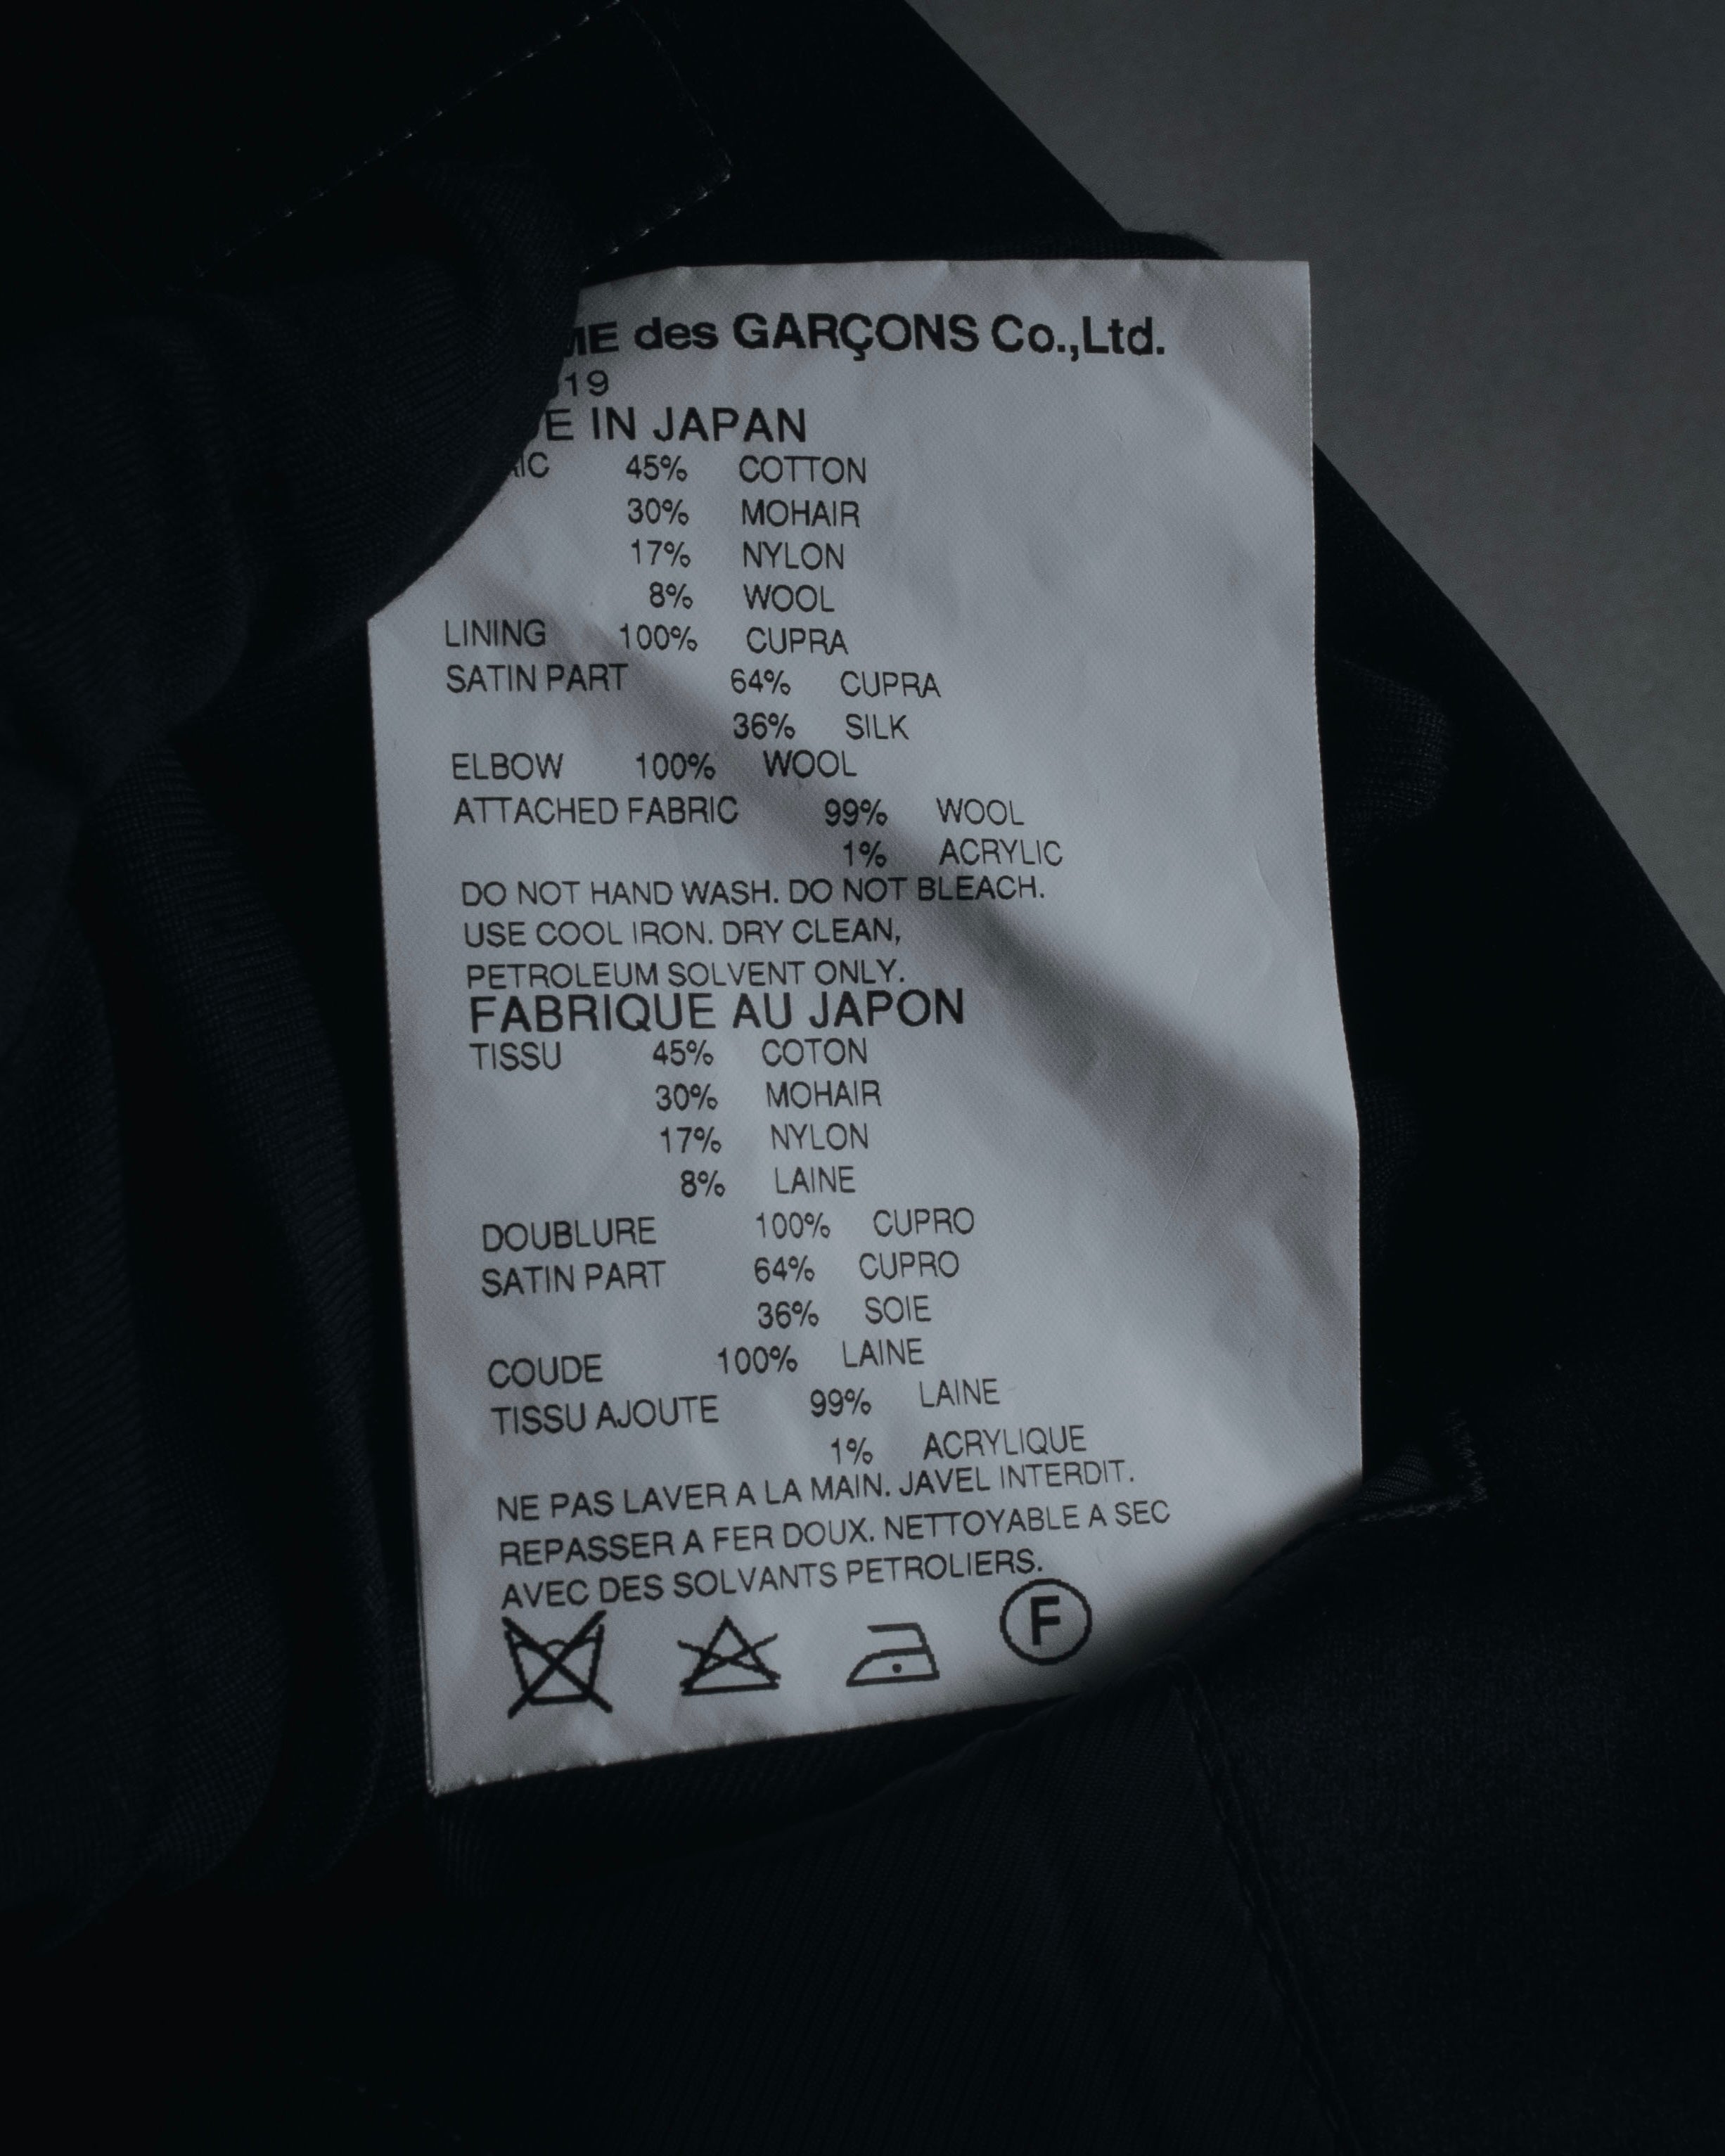 des GARÇONS Co.,Ltd.
19
IN JAPAN
45% COTTON
30% MOHAIR
17% NYLON
8% WOOL
LINING 100% CUPRA
SATIN PART 64% CUPRA
36% SILK
ELBOW 100% WOOL
ATTACHED FABRIC 99% WOOL
1% ACRYLIC
DO NOT HAND WASH. DO NOT BLEACH.
USE COOL IRON. DRY CLEAN,
PETROLEUM SOLVENT ONLY.
FABRIQUE AU JAPON
TISSU 45% COTON
30% MOHAIR
17% NYLON
8% LAINE
DOUBLURE 100% CUPRO
SATIN PART 64% CUPRO
36% SOIE
COUDE 100% LAINE
TISSU AJOUTE 99% LAINE
1% ACRYLIQUE
NE PAS LAVER A LA MAIN. JAVEL INTERDIT.
REPASSER A FER DOUX. NETTOYABLE A SEC
AVEC DES SOLVANTS PETROLIERS.
F